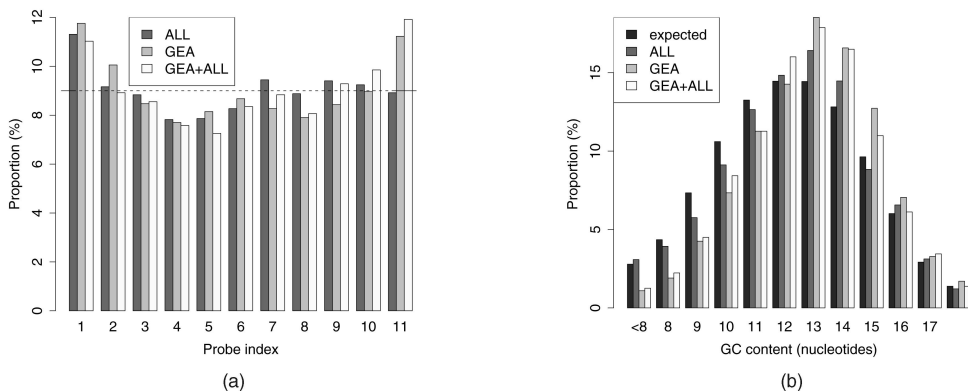 12
10
8
6
4
2
0
Proportion (%)
ALL
GEA
GEA+ALL
1 2 3 4 5 6 7 8 9 10 11
Probe index
(a)
15
10
5
0
Proportion (%)
expected
ALL
GEA
GEA+ALL
<8 8 9 10 11 12 13 14 15 16 17
GC content (nucleotides)
(b)